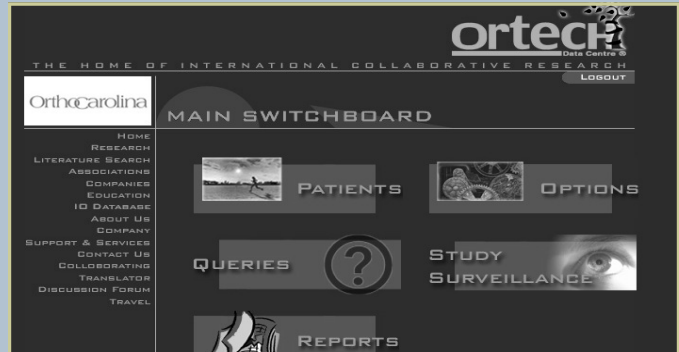 ortech
Data Centre ®
THE HOME OF INTERNATIONAL COLLABORATIVE RESEARCH
LOGOUT
OrthoCarolina
MAIN SWITCHBOARD
HOME
RESEARCH
LITERATURE SEARCH
ASSOCIATIONS
COMPANIES
EDUCATION
IO DATABASE
ABOUT US
COMPANY
SUPPORT & SERVICES
CONTACT US
COLLOBORATING
TRANSLATOR
DISCUSSION FORUM
TRAVEL
PATIENTS
OPTIONS
QUERIES
?
STUDY
SURVEILLANCE
REPORTS